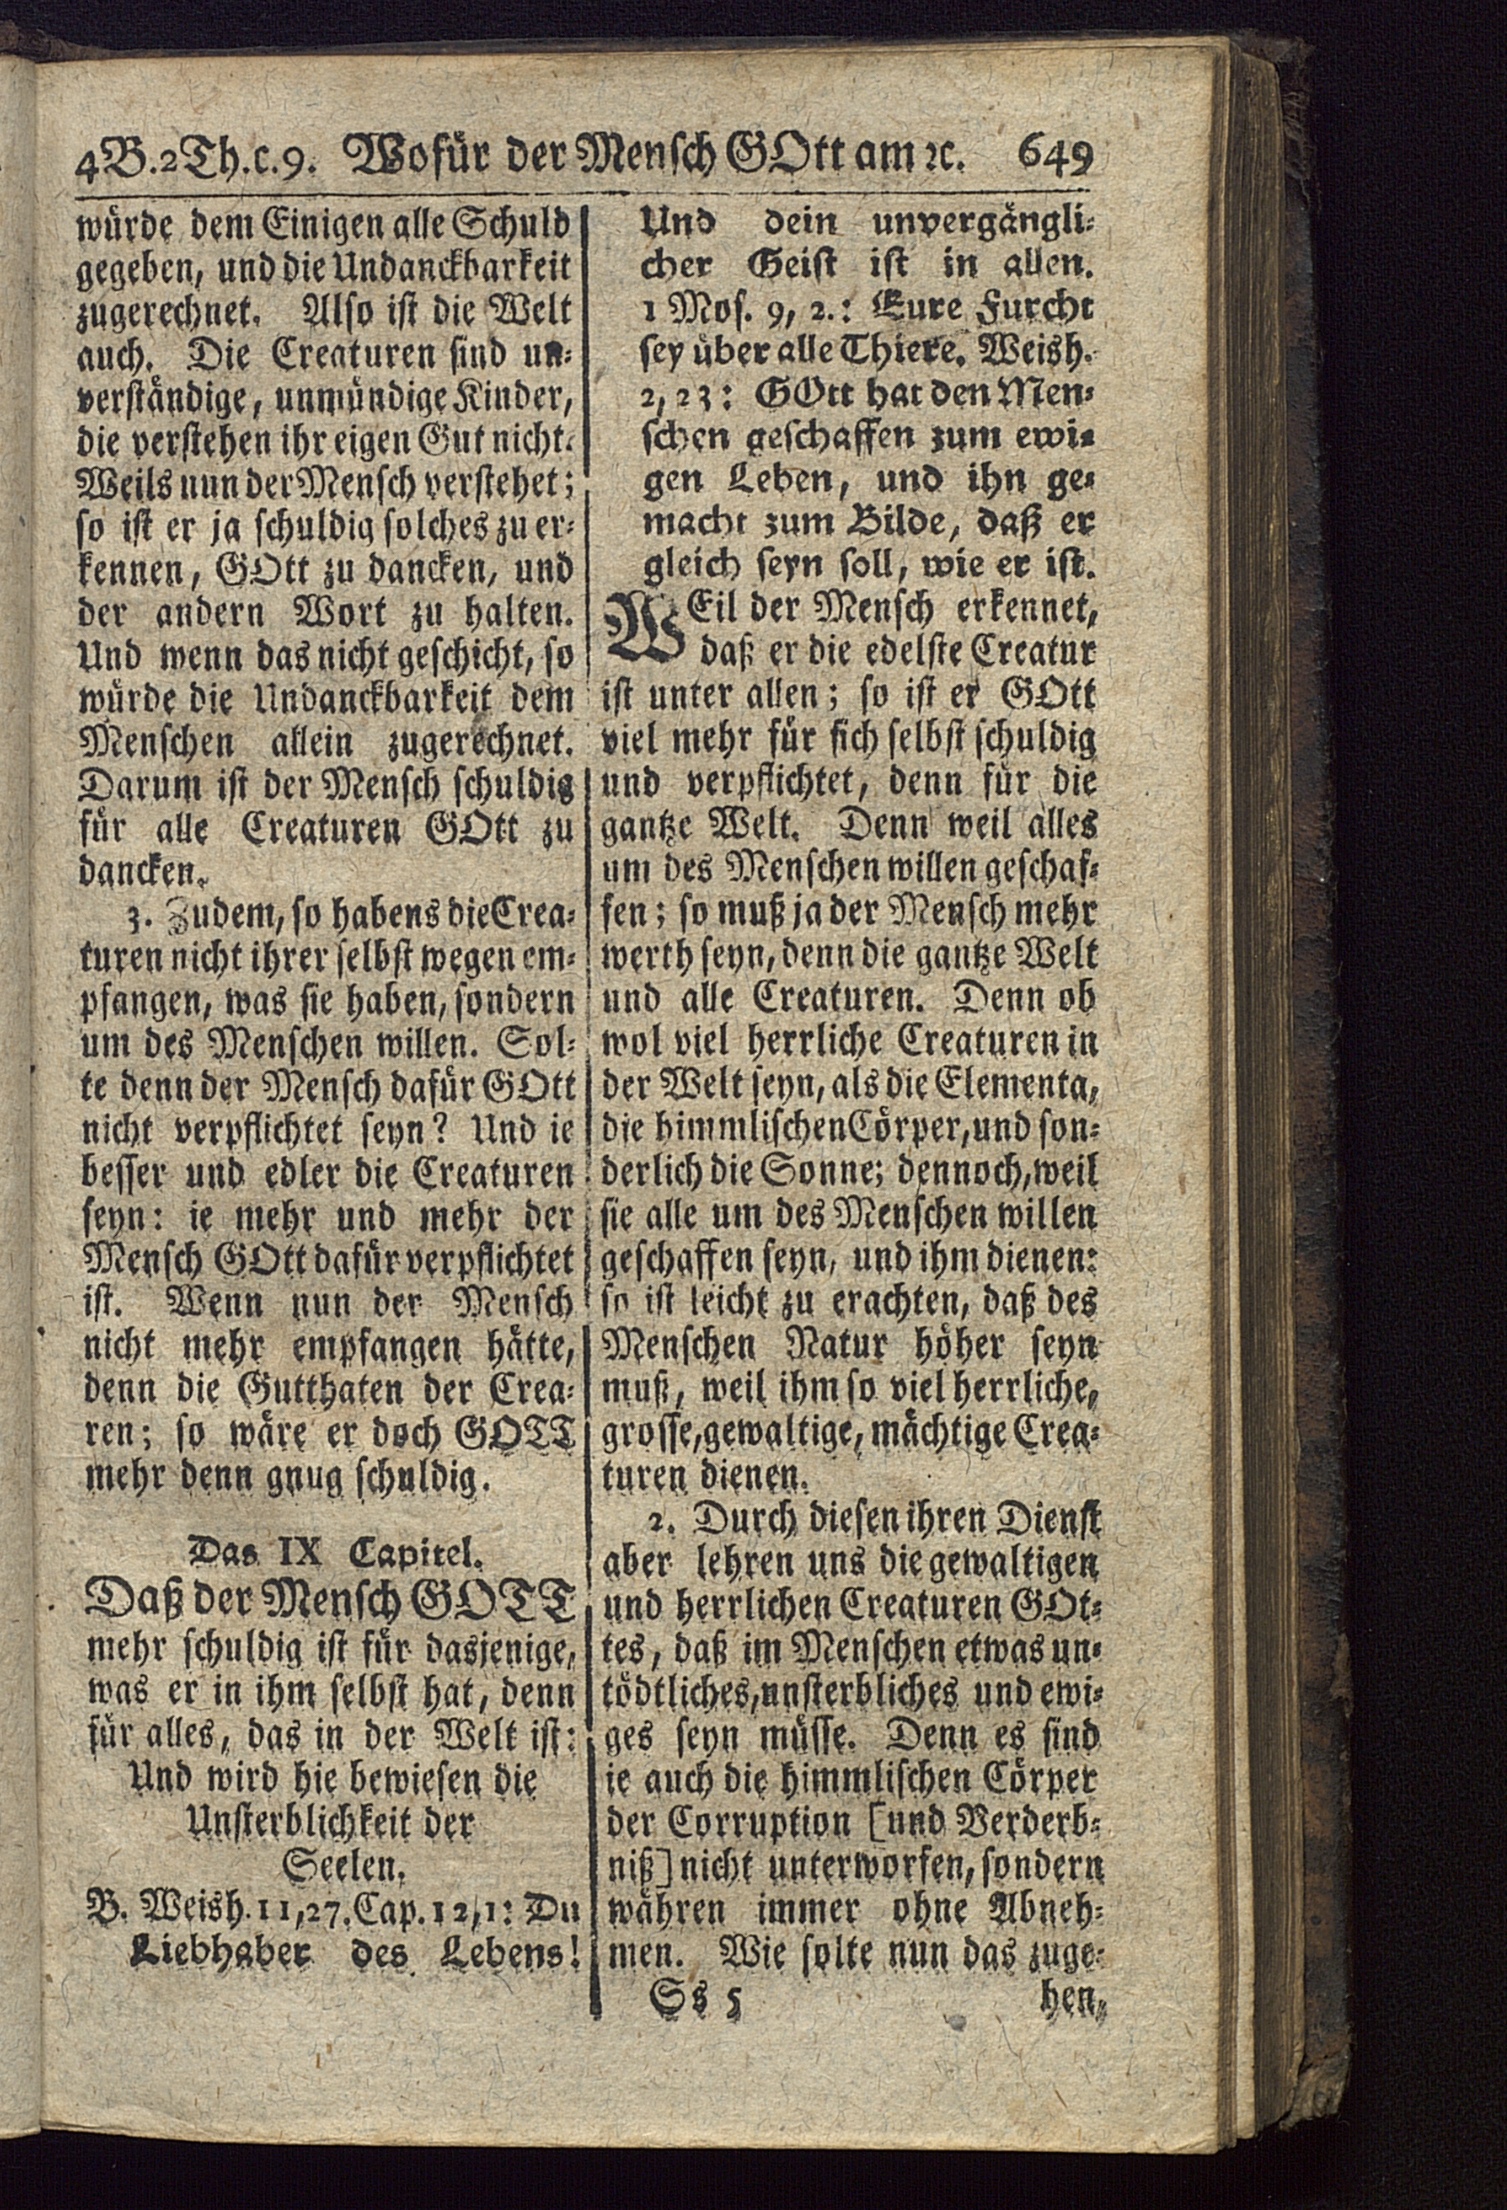 4B.2Th.c.9. Wofür der Mensch GOtt am ꝛc. 649
würde dem Einigen alle Schuld
gegeben, und die Undanckbarkeit
zugerechnet. Also ist die Welt
auch. Die Creaturen sind un-
verständige, unmündige Kinder,
die verstehen ihr eigen Gut nicht.
Weils nun der Mensch verstehet;
so ist er ja schuldig solches zu er-
kennen, GOtt zu dancken, und
der andern Wort zu halten.
Und wenn das nicht geschicht, so
würde die Undanckbarkeit dem
Menschen allein zugerechnet.
Darum ist der Mensch schuldig
für alle Creaturen GOtt zu
dancken.
3. Zudem, so habens die Crea-
turen nicht ihrer selbst wegen em-
pfangen, was sie haben, sondern
um des Menschen willen. Sol-
te denn der Mensch dafür GOtt
nicht verpflichtet seyn? Und ie
besser und edler die Creaturen
seyn: ie mehr und mehr der
Mensch GOtt dafür verpflichtet
ist. Wenn nun der Mensch
nicht mehr empfangen hätte,
denn die Gutthaten der Crea-
ren; so wäre er doch GOTT
mehr denn gnug schuldig.
Das IX Capitel.
Daß der Mensch GOTT
mehr schuldig ist für dasjenige,
was er in ihm selbst hat, denn
für alles, das in der Welt ist:
Und wird hie bewiesen die
Unsterblichkeit der
Seelen.
B. Weish. 11,27. Cap. 12,1: Du
Liebhaber des Lebens!
Und dein unvergängli-
cher Geist ist in allen.
1 Mos. 9, 2.: Eure Furcht
sey über alle Thiere. Weish.
2, 23: GOtt hat den Men-
schen geschaffen zum ewi-
gen Leben, und ihn ge-
macht zum Bilde, daß er
gleich seyn soll, wie er ist.
WEil der Mensch erkennet,
daß er die edelste Creatur
ist unter allen; so ist er GOtt
viel mehr für sich selbst schuldig
und verpflichtet, denn für die
gantze Welt. Denn weil alles
um des Menschen willen geschaf-
fen; so muß ja der Mensch mehr
werth seyn, denn die gantze Welt
und alle Creaturen. Denn ob
wol viel herrliche Creaturen in
der Welt seyn, als die Elementa,
die himmlischen Cörper, und son-
derlich die Sonne; dennoch, weil
sie alle um des Menschen willen
geschaffen seyn, und ihm dienen:
so ist leicht zu erachten, daß des
Menschen Natur höher seyn
muß, weil ihm so viel herrliche,
grosse, gewaltige, mächtige Crea-
turen dienen.
2. Durch diesen ihren Dienst
aber lehren uns die gewaltigen
und herrlichen Creaturen GOt-
tes, daß im Menschen etwas un-
tödtliches, unsterbliches und ewi-
ges seyn müsse. Denn es sind
ie auch die himmlischen Cörper
der Corruption [und Verderb-
niß] nicht unterworfen, sondern
währen immer ohne Abneh-
men. Wie solte nun das zuge-
Ss 5 hen,